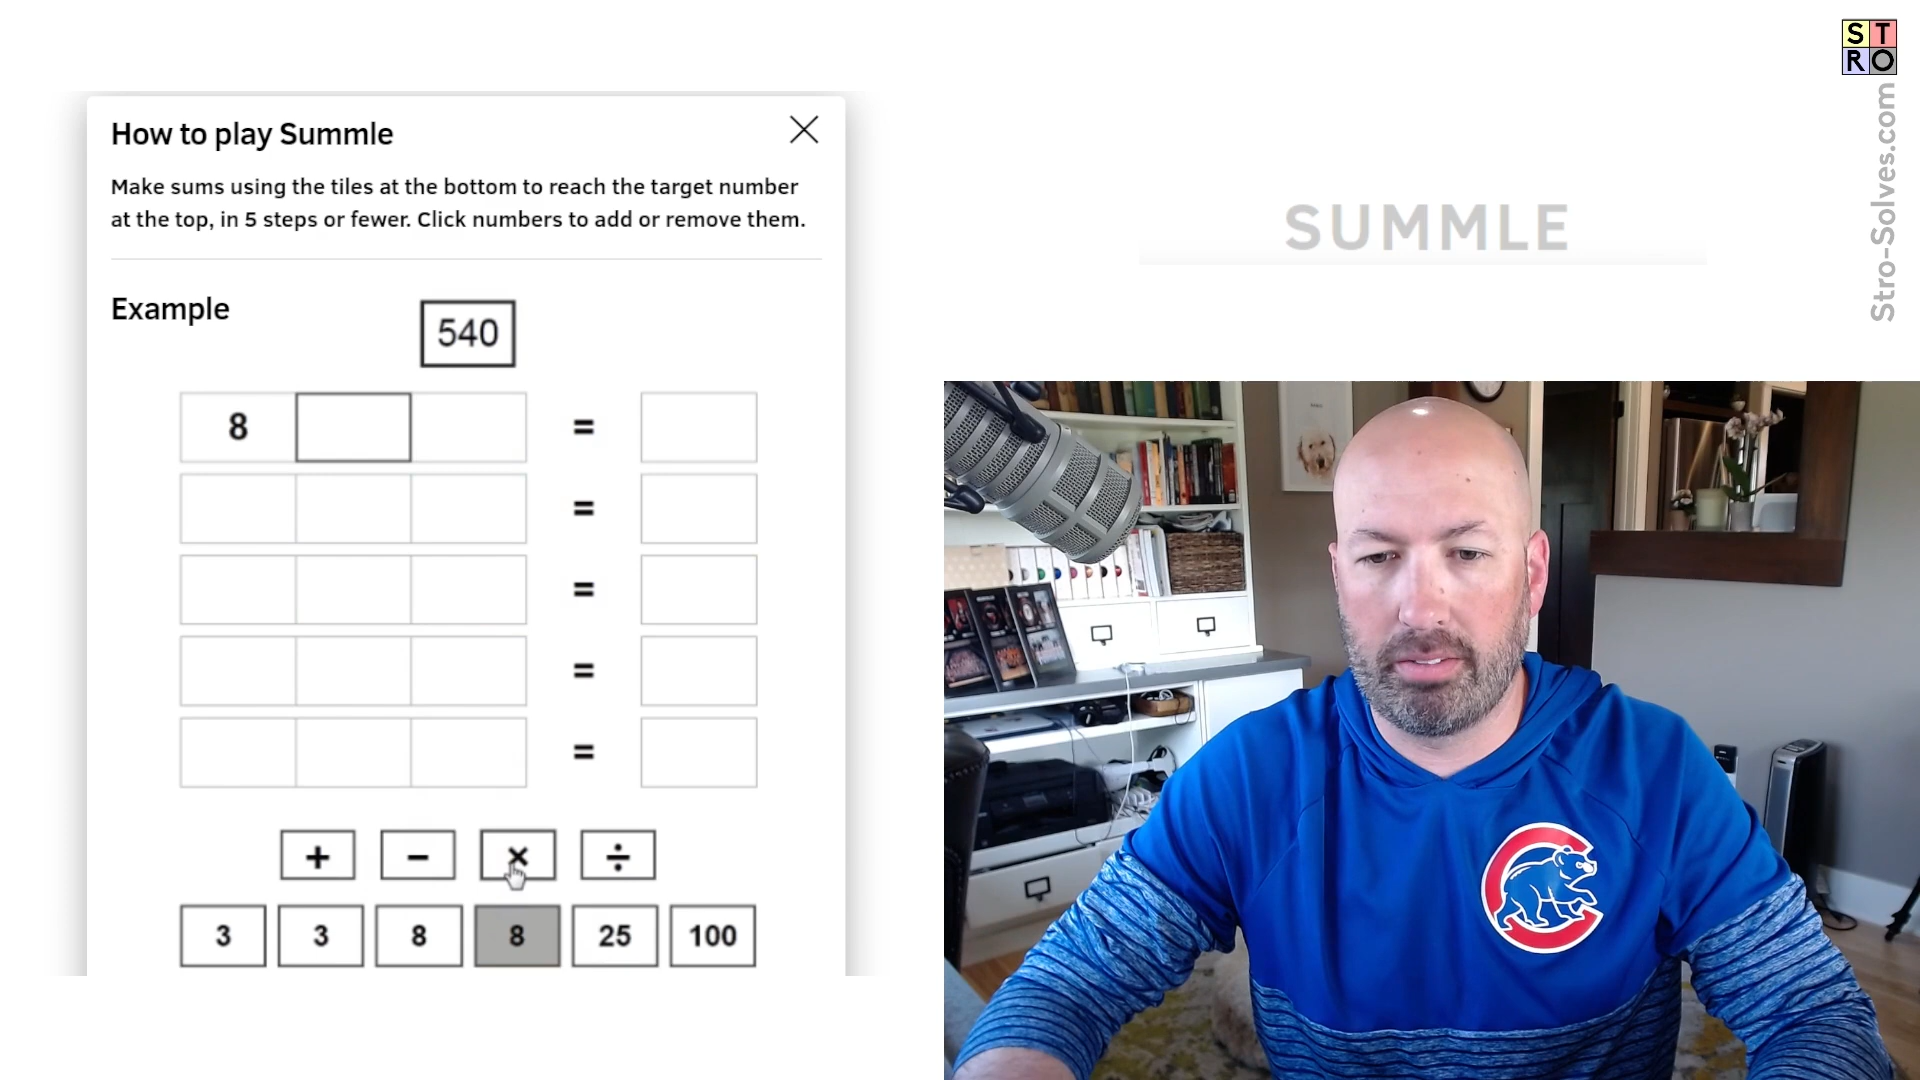 How to play Summle
Make sums using the tiles at the bottom to reach the target number
at the top, in 5 steps or fewer. Click numbers to add or remove them.
Example
540
8 =
=
=
=
=
+ − × ÷
3 3 8 8 25 100
SUMMLE
ST
RO
Stro-Solves.com